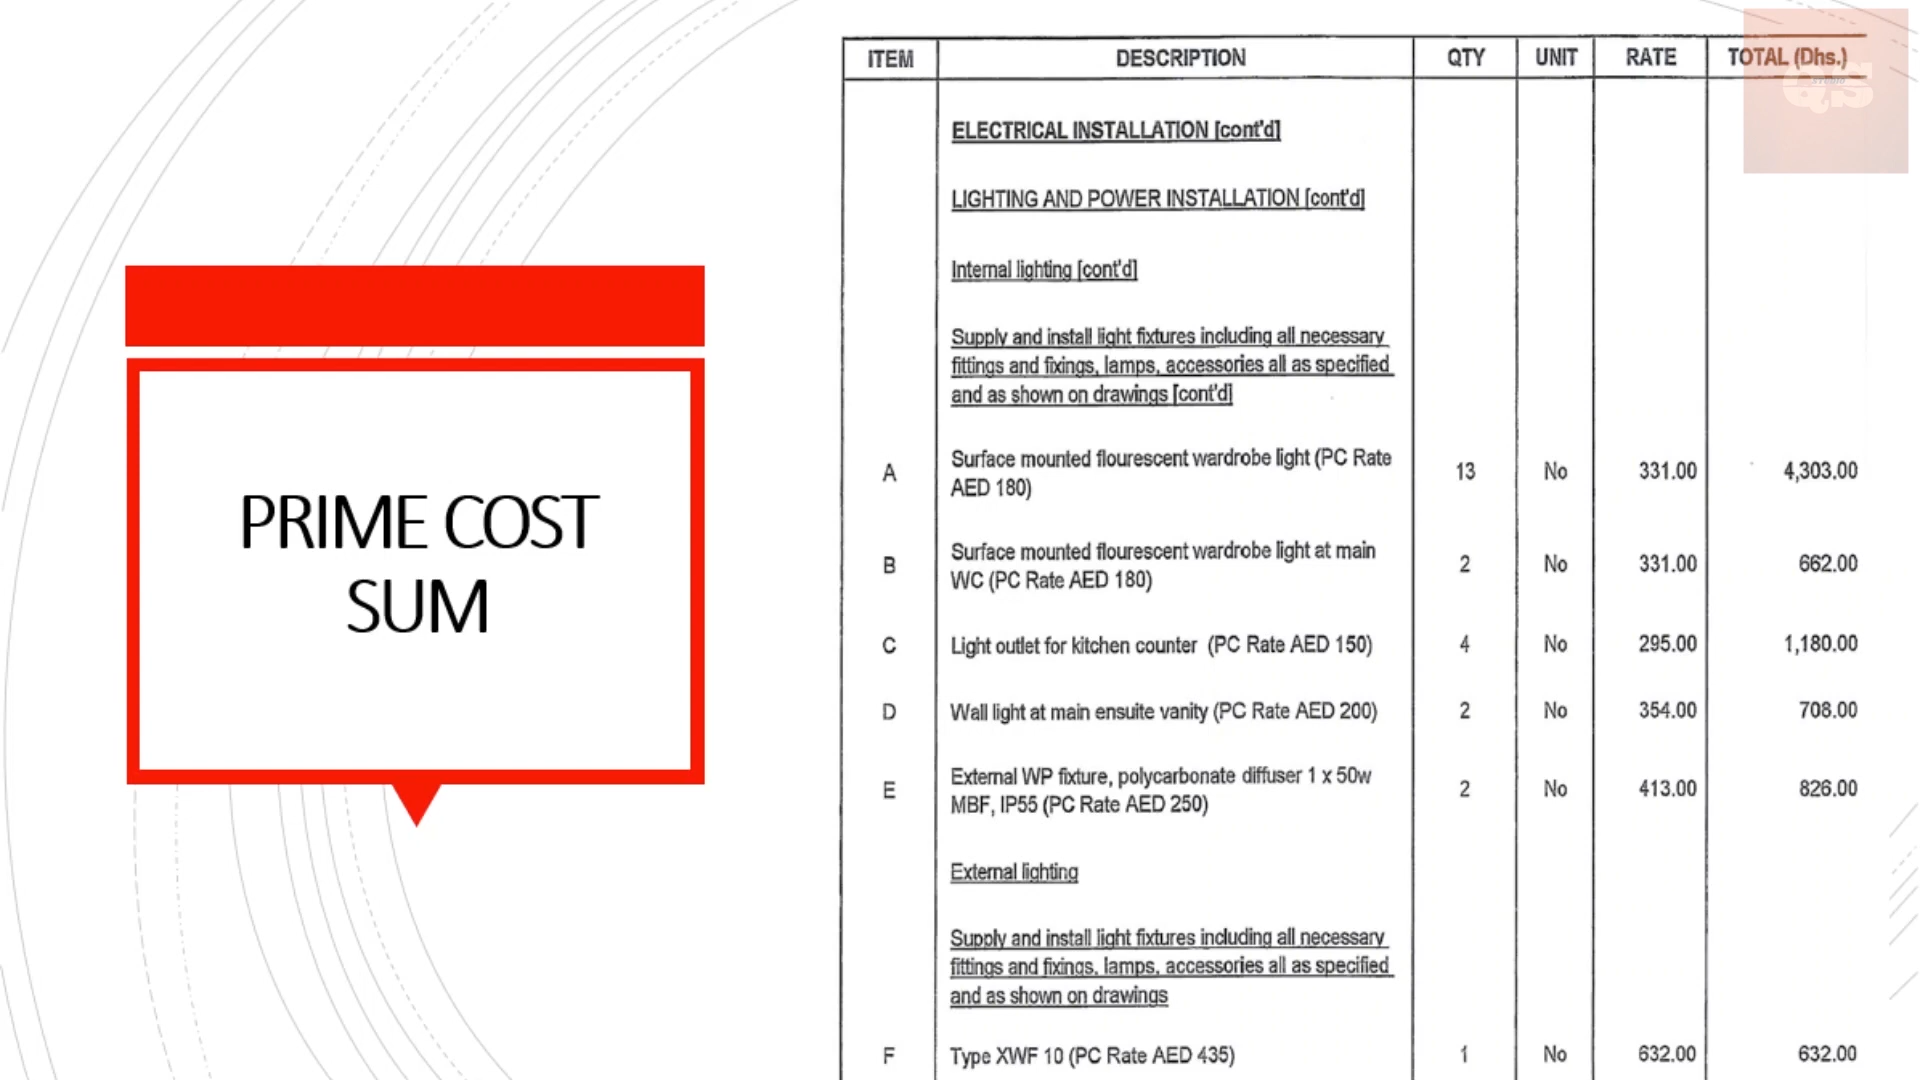 PRIME COST
SUM
ITEM DESCRIPTION QTY UNIT RATE TOTAL (Dhs.)
QS
STUDIO
ELECTRICAL INSTALLATION [cont'd]
LIGHTING AND POWER INSTALLATION [cont'd]
Internal lighting [cont'd]
Supply and install light fixtures including all necessary
fittings and fixings, lamps, accessories all as specified
and as shown on drawings [cont'd]
A Surface mounted flourescent wardrobe light (PC Rate
AED 180) 13 No 331.00 4,303.00
B Surface mounted flourescent wardrobe light at main
WC (PC Rate AED 180) 2 No 331.00 662.00
C Light outlet for kitchen counter (PC Rate AED 150) 4 No 295.00 1,180.00
D Wall light at main ensuite vanity (PC Rate AED 200) 2 No 354.00 708.00
E External WP fixture, polycarbonate diffuser 1 x 50w
MBF, IP55 (PC Rate AED 250) 2 No 413.00 826.00
External lighting
Supply and install light fixtures including all necessary
fittings and fixings, lamps, accessories all as specified
and as shown on drawings
F Type XWF 10 (PC Rate AED 435) 1 No 632.00 632.00